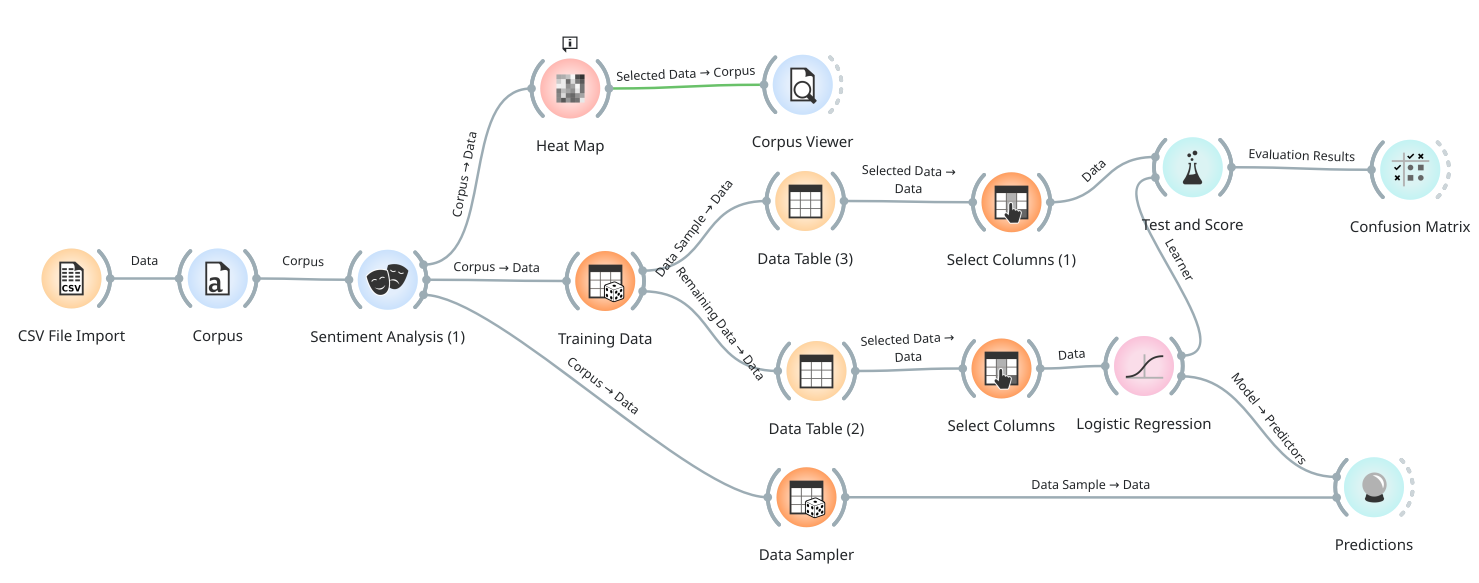 Selected Data → Corpus
Heat Map
Corpus Viewer
Corpus → Data
Selected Data →
Data
Data
Evaluation Results
Test and Score
Confusion Matrix
Data Sample → Data
Data Table (3)
Select Columns (1)
Learner
Data
Corpus
Corpus → Data
CSV
a
CSV File Import
Corpus
Sentiment Analysis (1)
Training Data
Remaining Data → Data
Selected Data →
Data
Data
Corpus → Data
Data Table (2)
Select Columns
Logistic Regression
Model → Predictors
Data Sample → Data
Data Sampler
Predictions